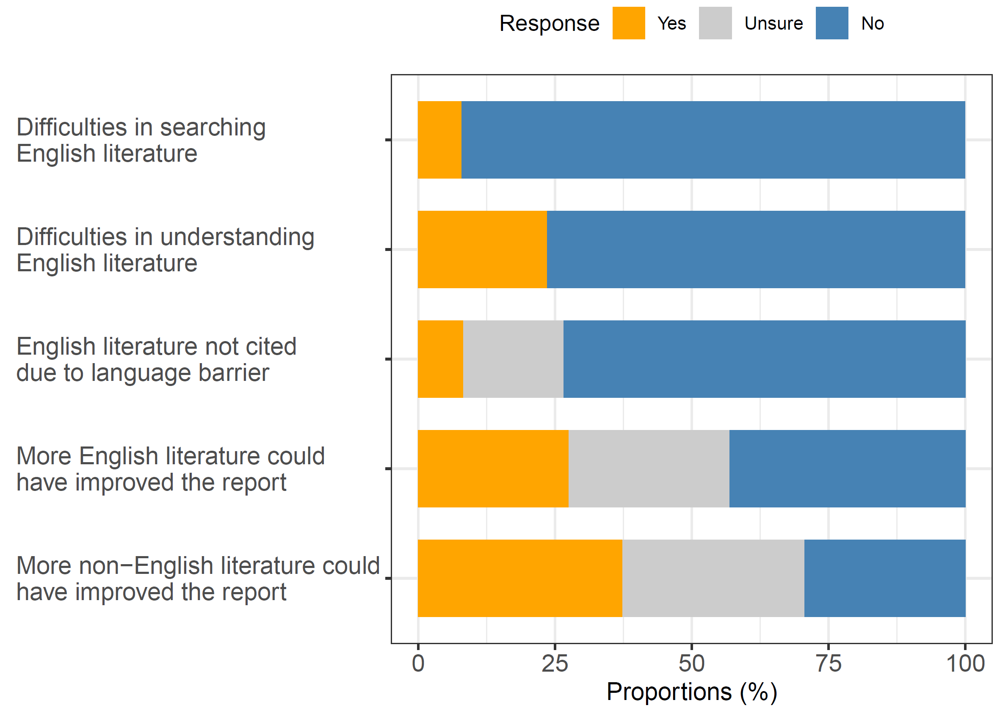 Response Yes Unsure No
Difficulties in searching
English literature
Difficulties in understanding
English literature
English literature not cited
due to language barrier
More English literature could
have improved the report
More non−English literature could
have improved the report
0 25 50 75 100
Proportions (%)